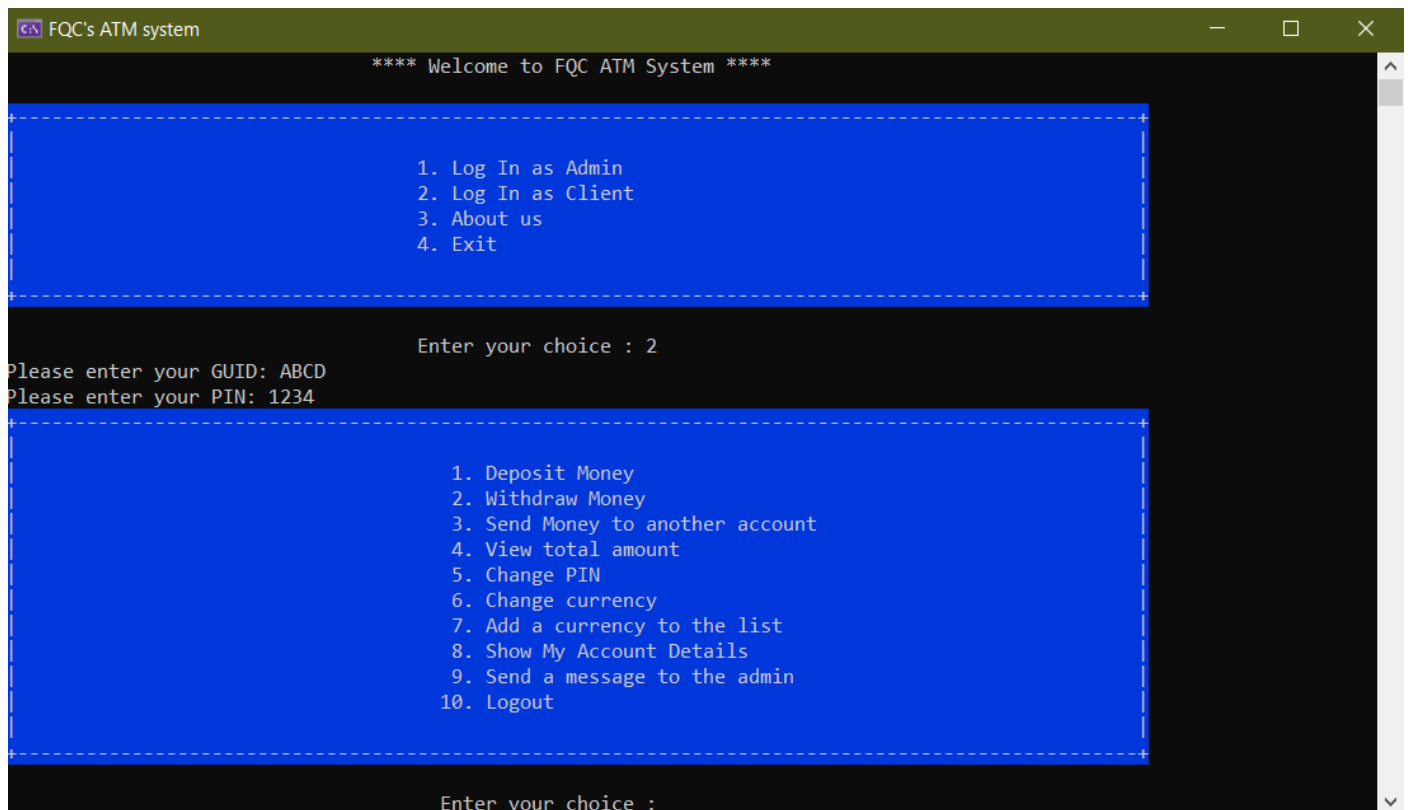 FQC's ATM system
**** Welcome to FQC ATM System ****
1. Log In as Admin
2. Log In as Client
3. About us
4. Exit
Enter your choice : 2
Please enter your GUID: ABCD
Please enter your PIN: 1234
1. Deposit Money
2. Withdraw Money
3. Send Money to another account
4. View total amount
5. Change PIN
6. Change currency
7. Add a currency to the list
8. Show My Account Details
9. Send a message to the admin
10. Logout
Enter your choice :